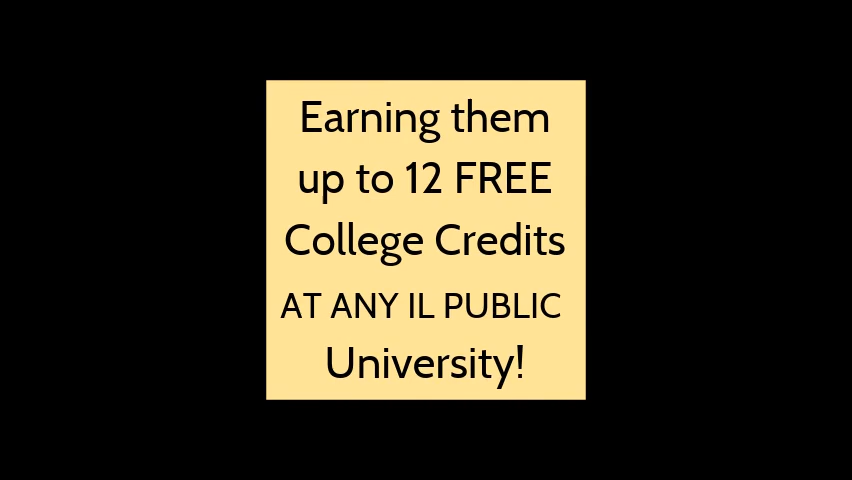 Earning them
up to 12 FREE
College Credits
AT ANY IL PUBLIC
University!